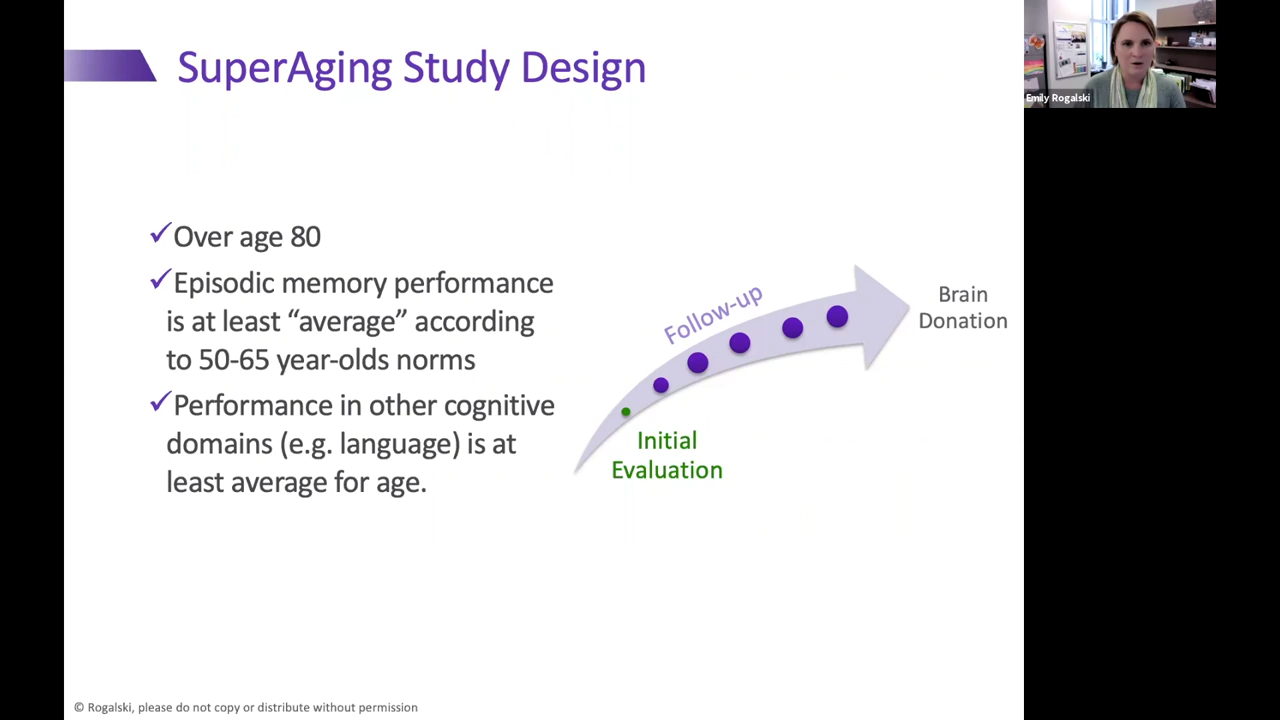 SuperAging Study Design
Emily Rogalski
✓Over age 80
✓Episodic memory performance
is at least “average” according
to 50-65 year-olds norms
✓Performance in other cognitive
domains (e.g. language) is at
least average for age.
Follow-up
Brain
Donation
Initial
Evaluation
© Rogalski, please do not copy or distribute without permission